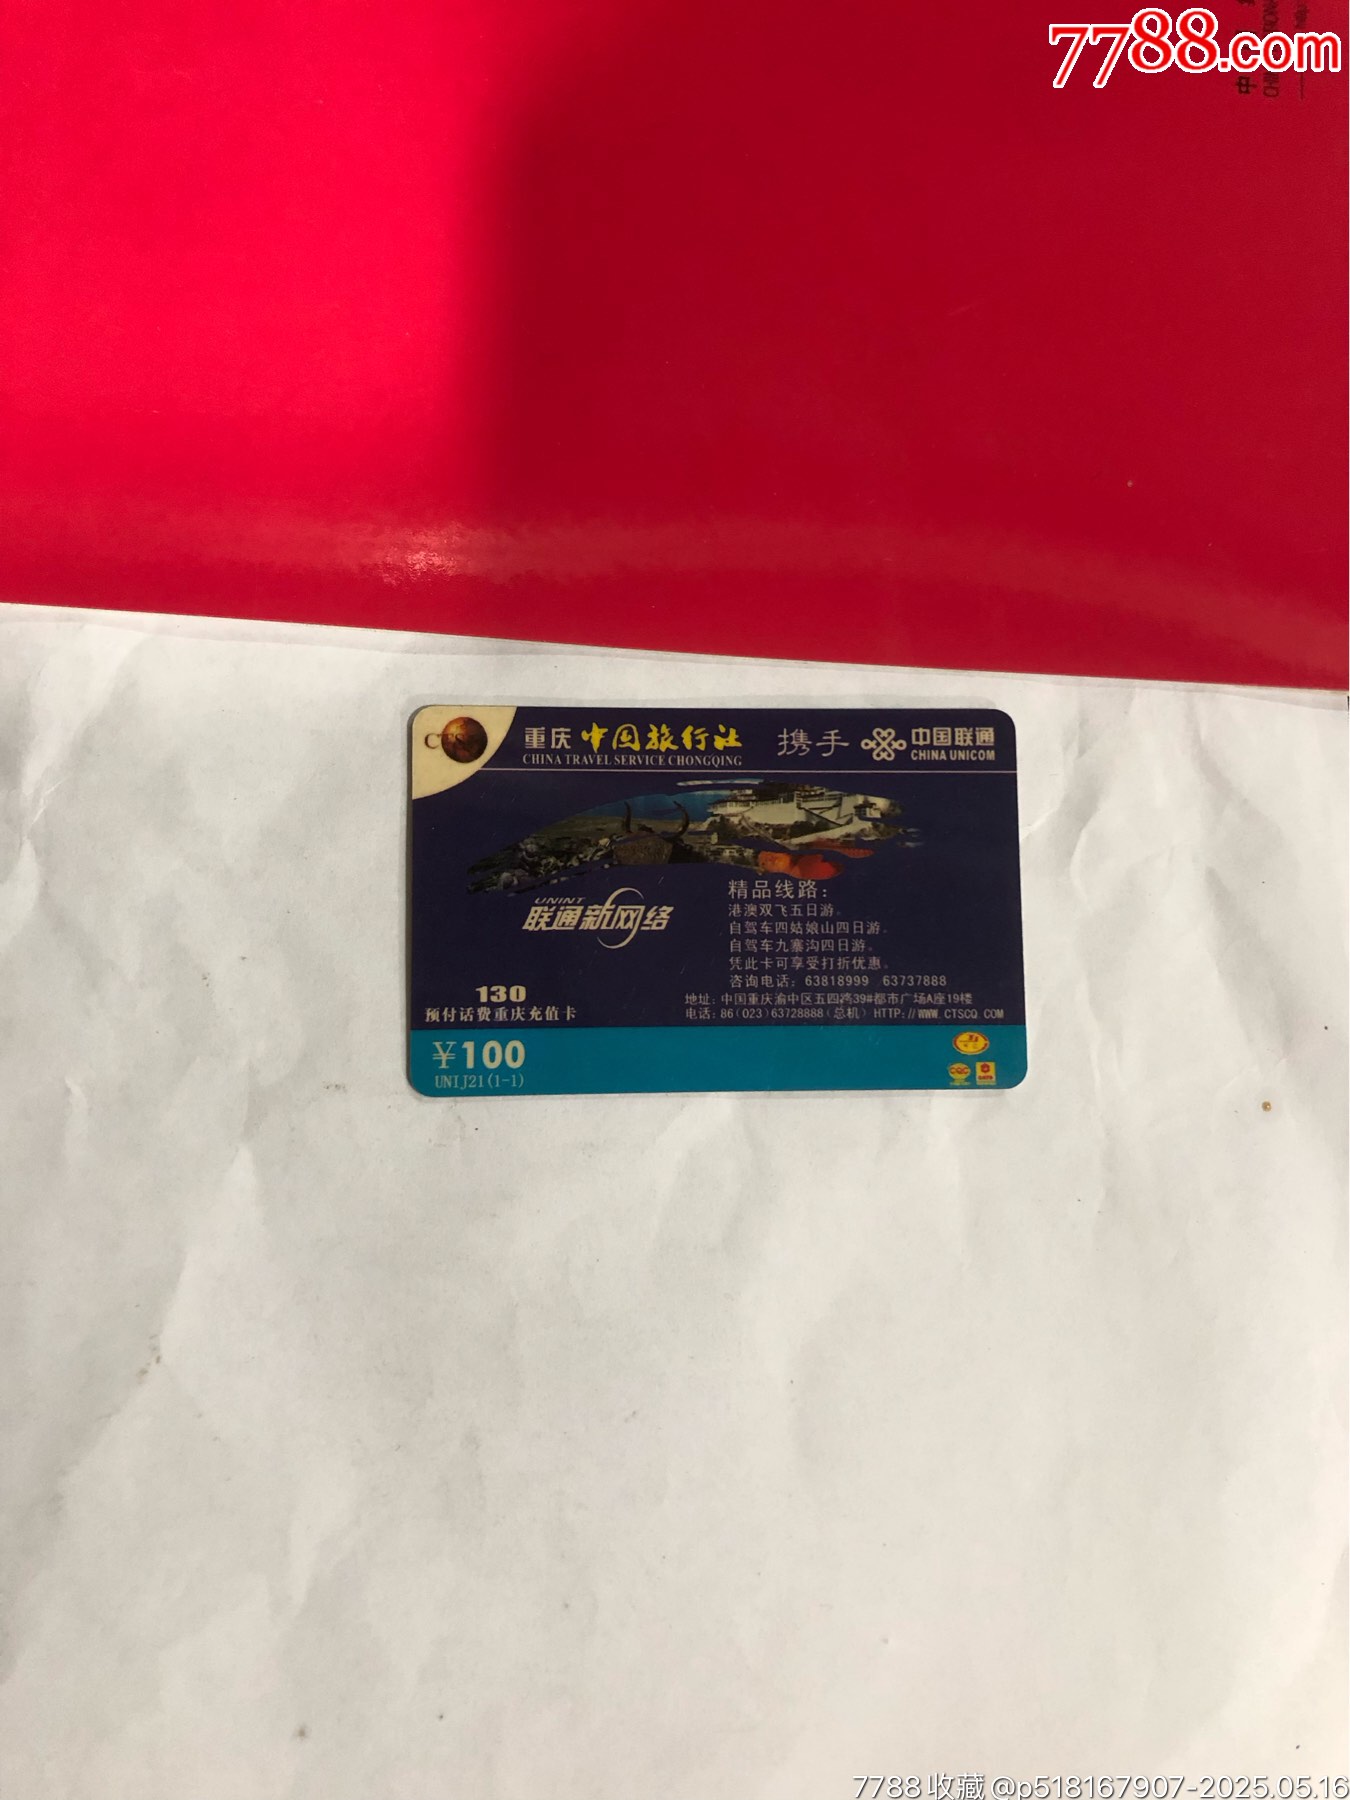 7788.com
CTS
重庆 中国旅行社 携手 中国联通
CHINA TRAVEL SERVICE CHONGQING CHINA UNICOM
精品线路：
港澳双飞五日游。
自驾车四姑娘山四日游。
自驾车九寨沟四日游。
凭此卡可享受打折优惠。
咨询电话：63818999 63737888
UNINT
联通新网络
地址：中国重庆渝中区五四路39#都市广场A座19楼
电话：86(023)63728888(总机) HTTP://WWW.CTSCQ.COM
130
预付话费重庆充值卡
￥100
UNIJ21(1-1)
CQC
7788收藏@p518167907-2025.05.16